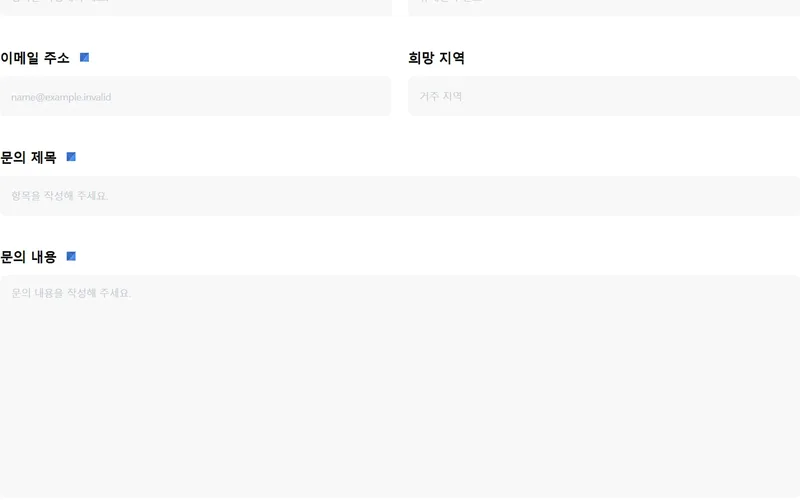 이메일 주소
희망 지역
name@example.invalid
거주 지역
문의 제목
항목을 작성해 주세요.
문의 내용
문의 내용을 작성해 주세요.